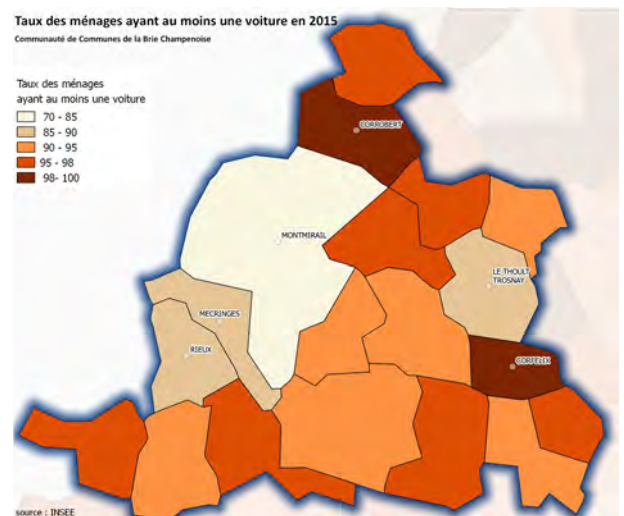 Taux des ménages ayant au moins une voiture en 2015
Communauté de Communes de la Brie Champenoise
Taux des ménages
ayant au moins une voiture
70 - 85
85 - 90
90 - 95
95 - 98
98- 100
CORROBERT
MONTMIRAIL
LE THOULT
TROSNAY
MECRINGES
RIEUX
CORFELIX
source : INSEE